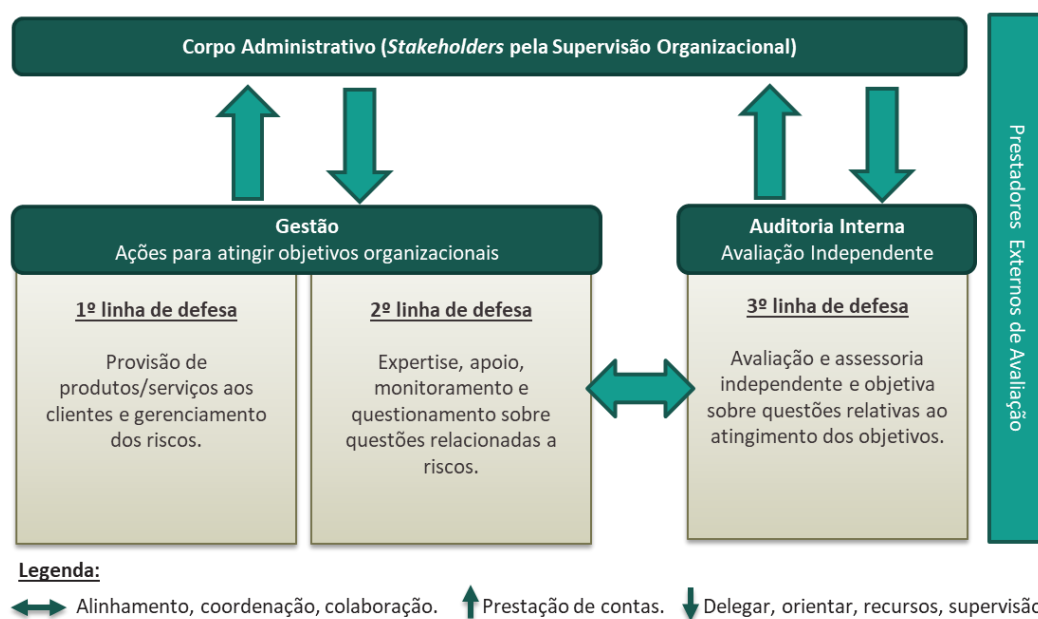 Corpo Administrativo (Stakeholders pela Supervisão Organizacional)
Gestão
Ações para atingir objetivos organizacionais
Auditoria Interna
Avaliação Independente
1º linha de defesa
Provisão de
produtos/serviços aos
clientes e gerenciamento
dos riscos.
2º linha de defesa
Expertise, apoio,
monitoramento e
questionamento sobre
questões relacionadas a
riscos.
3º linha de defesa
Avaliação e assessoria
independente e objetiva
sobre questões relativas ao
atingimento dos objetivos.
Prestadores Externos de Avaliação
Legenda:
Alinhamento, coordenação, colaboração.
Prestação de contas.
Delegar, orientar, recursos, supervisão